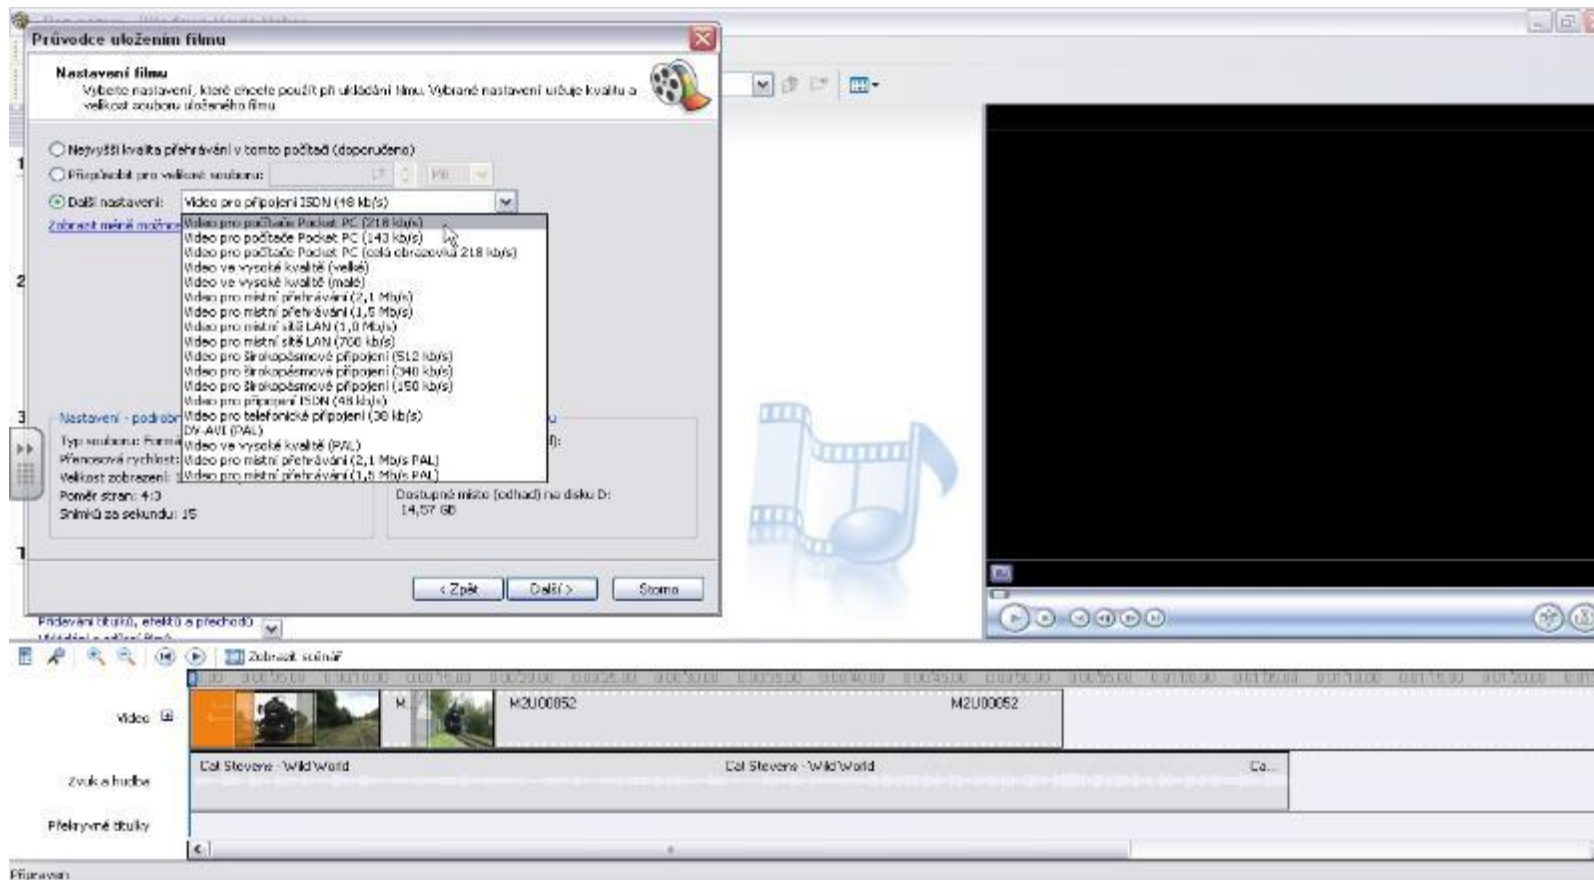 Průvodce uložením filmu
Nastavení filmu
Vyberte nastavení, které chcete použít při ukládání filmu. Vybrané nastavení určuje kvalitu a
velikost souboru uloženého filmu
Nejvyšší kvalita přehrávání v tomto počítači (doporučeno)
Přizpůsobit pro velikost souboru:
MB
Další nastavení:
Video pro připojení ISDN (48 kb/s)
Zobrazit méně možnos
Video pro počítače Pocket PC (218 kb/s)
Video pro počítače Pocket PC (143 kb/s)
Video pro počítače Pocket PC (celá obrazovka 218 kb/s)
Video ve vysoké kvalitě (velké)
Video ve vysoké kvalitě (malé)
Video pro místní přehrávání (2,1 Mb/s)
Video pro místní přehrávání (1,5 Mb/s)
Video pro místní sítě LAN (1,0 Mb/s)
Video pro místní sítě LAN (768 kb/s)
Video pro širokopásmové připojení (512 kb/s)
Video pro širokopásmové připojení (340 kb/s)
Video pro širokopásmové připojení (150 kb/s)
Video pro připojení ISDN (48 kb/s)
Video pro telefonické připojení (38 kb/s)
DV-AVI (PAL)
Video ve vysoké kvalitě (PAL)
Video pro místní přehrávání (2,1 Mb/s PAL)
Video pro místní přehrávání (1,5 Mb/s PAL)
Nastavení - podrobn
Typ souboru: Formá
Přenosová rychlost:
Velikost zobrazení: 1
Poměr stran: 4:3
Snímků za sekundu: 15
Dostupné místo (odhad) na disku D:
14,57 GB
< Zpět
Další >
Storno
1
2
3
Přidávání titulků, efektů a přechodů
Zobrazit scénář
Video
M...
M2U00052
M2U00052
Zvuk a hudba
Cat Stevens - Wild World
Cat Stevens - Wild World
Ca...
Překryvné titulky
Připraven